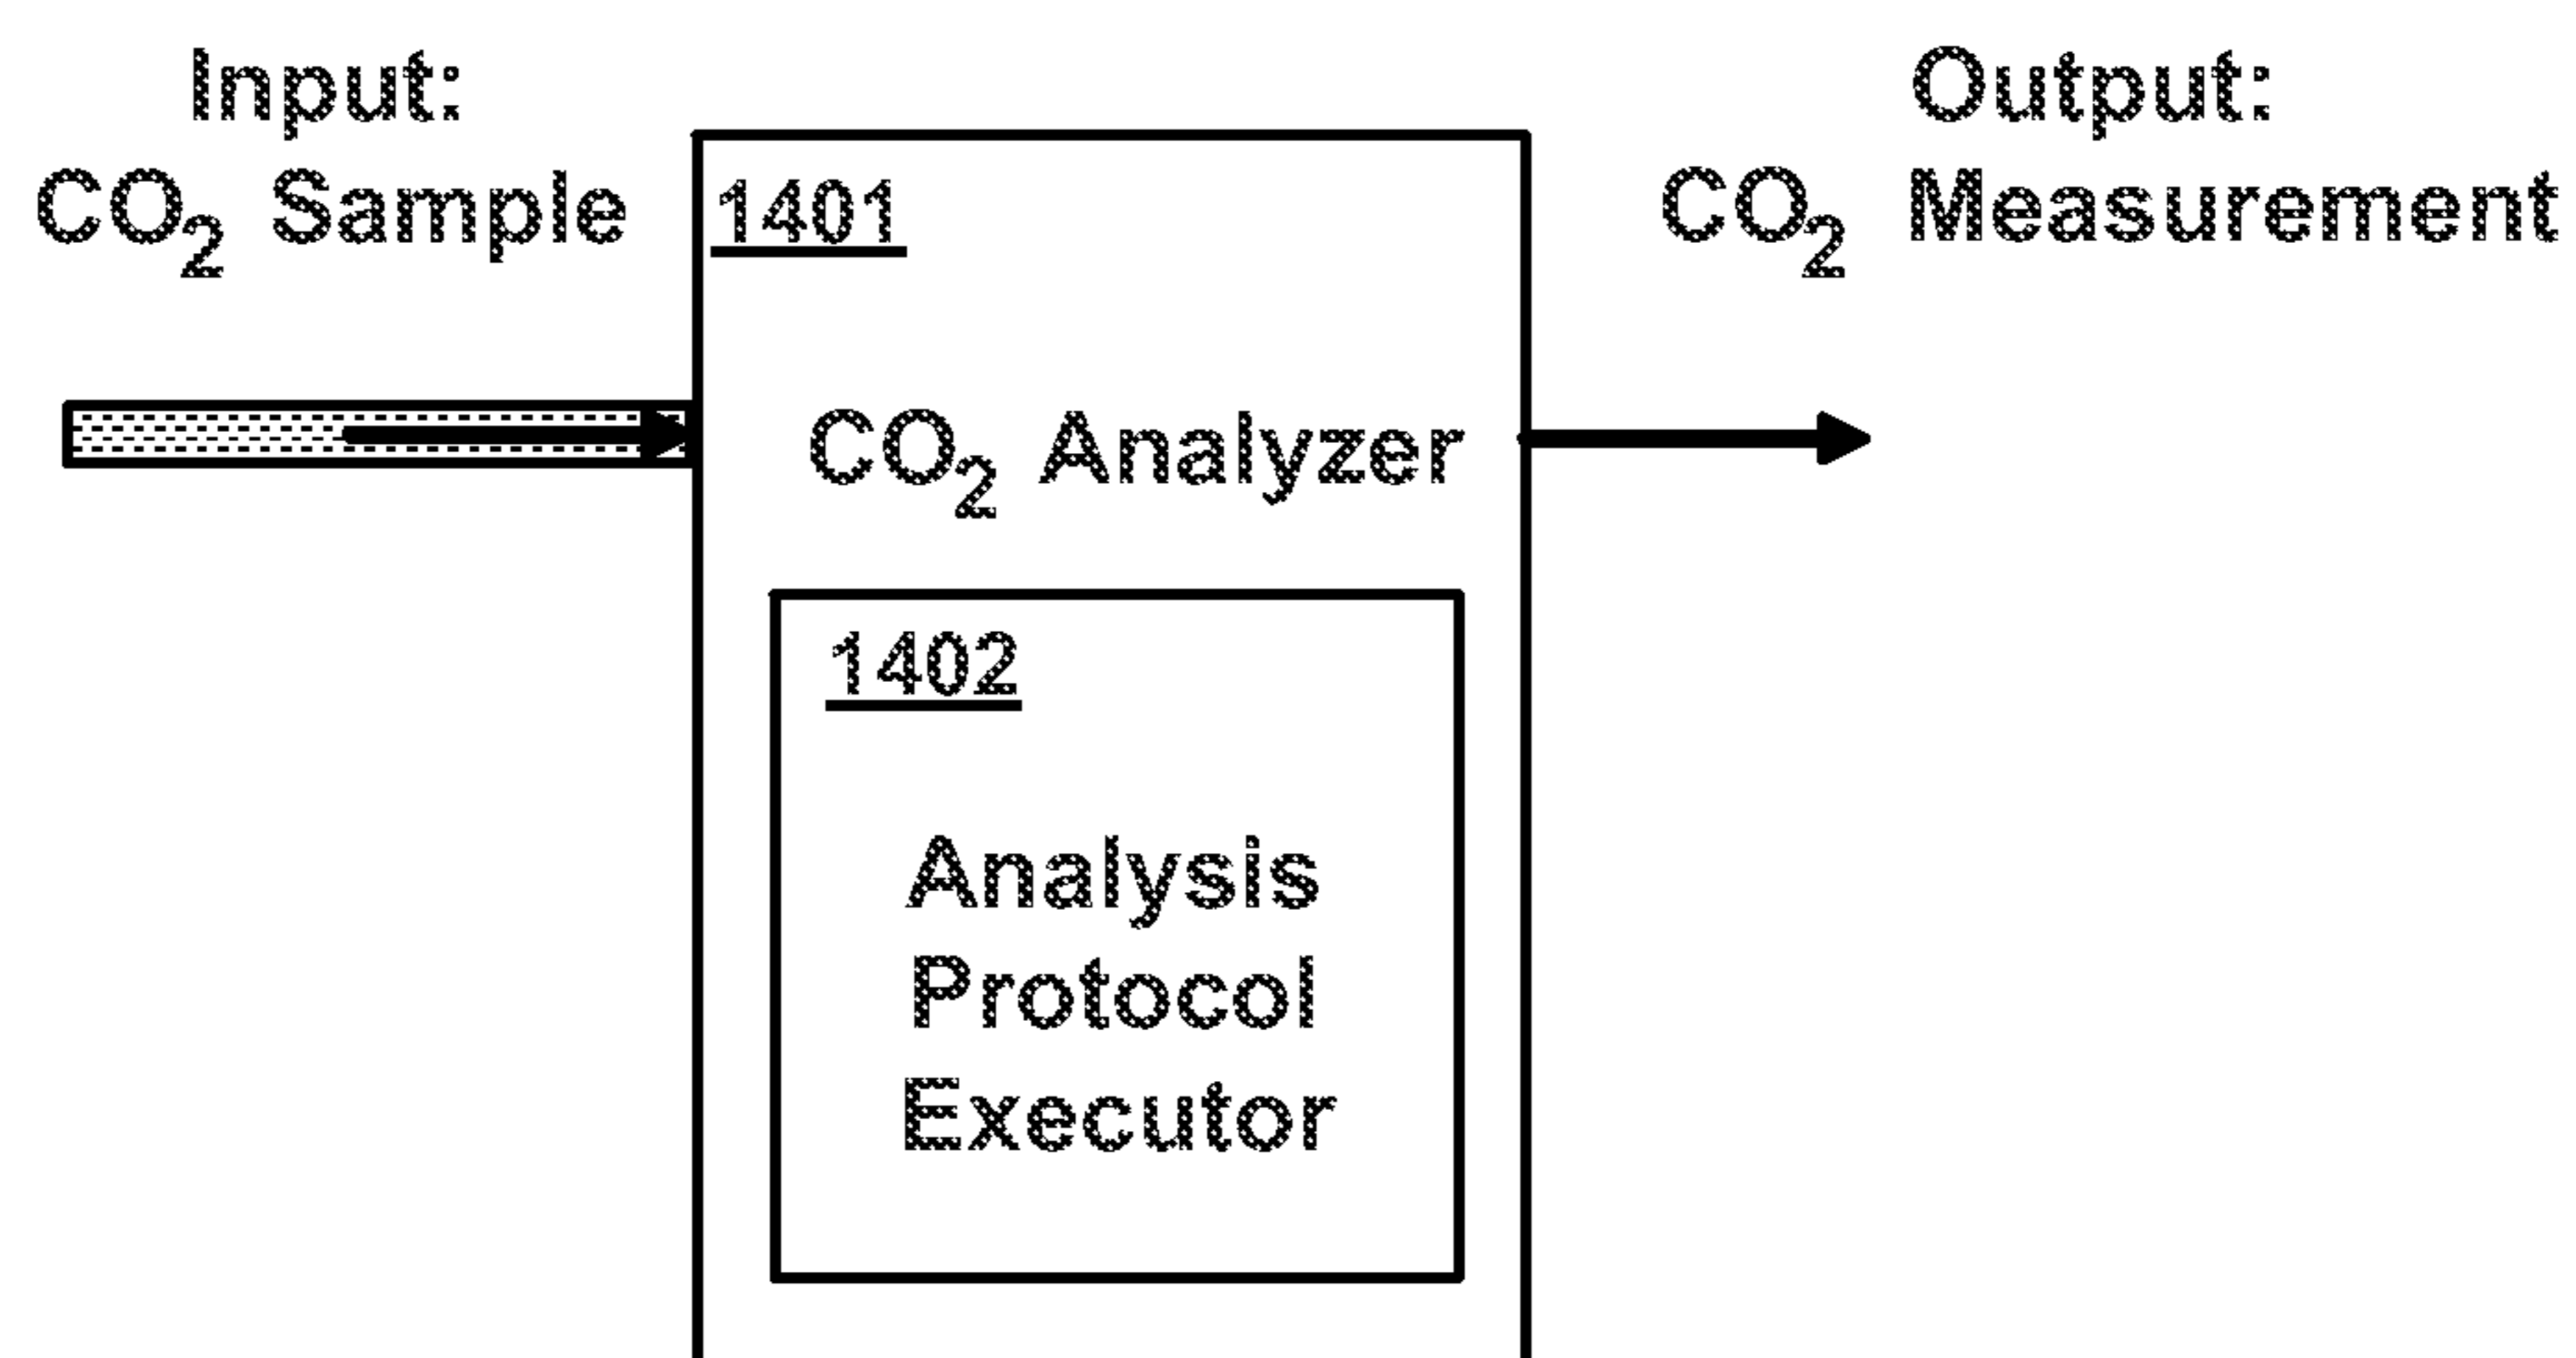 Input:
CO₂ Sample
Output:
CO₂ Measurement
1401
CO₂ Analyzer
1402
Analysis
Protocol
Executor